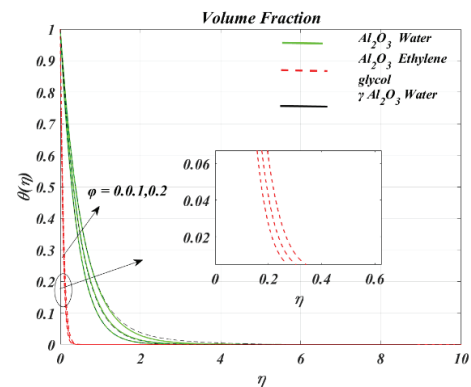 Volume Fraction
Al2O3 Water
Al2O3 Ethylene
glycol
γ Al2O3 Water
θ(η)
1
0.9
0.8
0.7
0.6
0.5
0.4
0.3
0.2
0.1
0
φ = 0.0.1,0.2
0.06
0.04
0.02
0
0.2
0.4
0.6
η
0
2
4
6
8
10
η